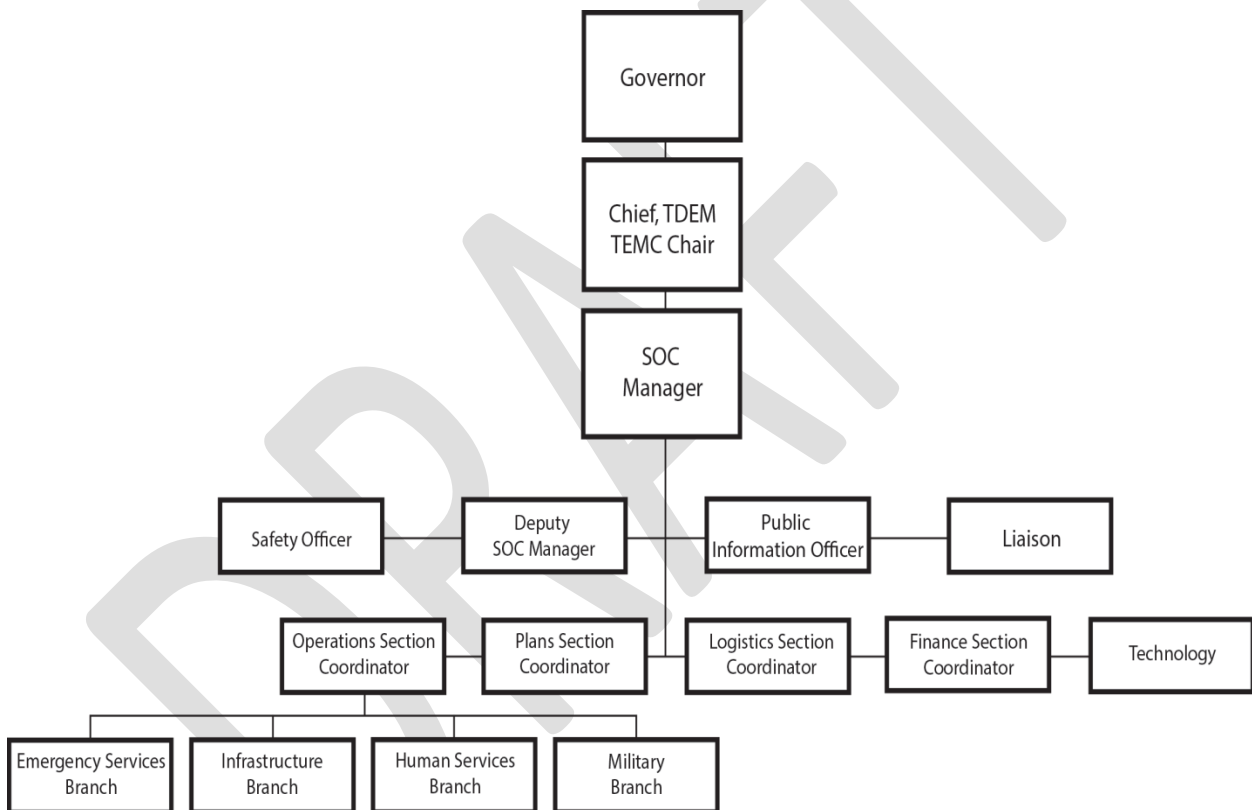 Governor
Chief, TDEM
TEMC Chair
SOC
Manager
Safety Officer
Deputy
SOC Manager
Public
Information Officer
Liaison
Operations Section
Coordinator
Plans Section
Coordinator
Logistics Section
Coordinator
Finance Section
Coordinator
Technology
Emergency Services
Branch
Infrastructure
Branch
Human Services
Branch
Military
Branch
DRAFT